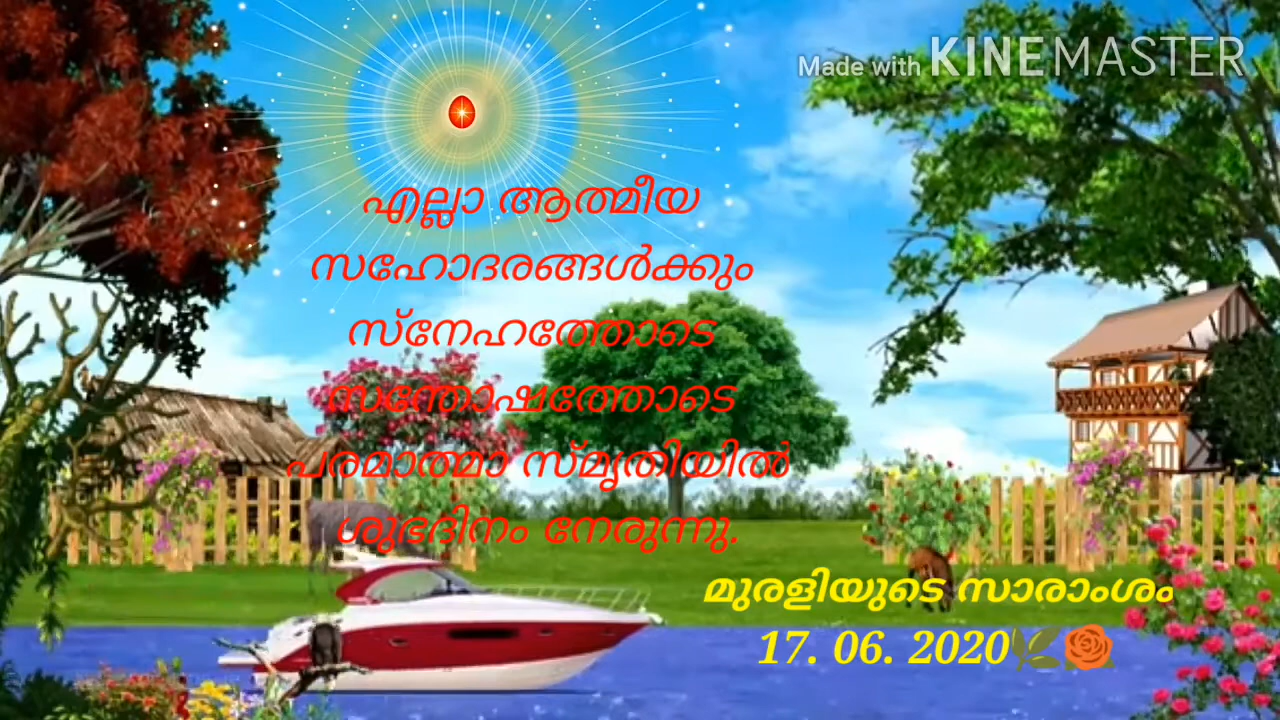 Made with KINEMASTER
എല്ലാ ആത്മീയ
സഹോദരങ്ങൾക്കും
സ്നേഹത്തോടെ
സന്തോഷത്തോടെ
പരമാത്മാ സ്മൃതിയിൽ
ശുഭദിനം നേരുന്നു.
മുരളിയുടെ സാരാംശം
17. 06. 2020🌿🌹